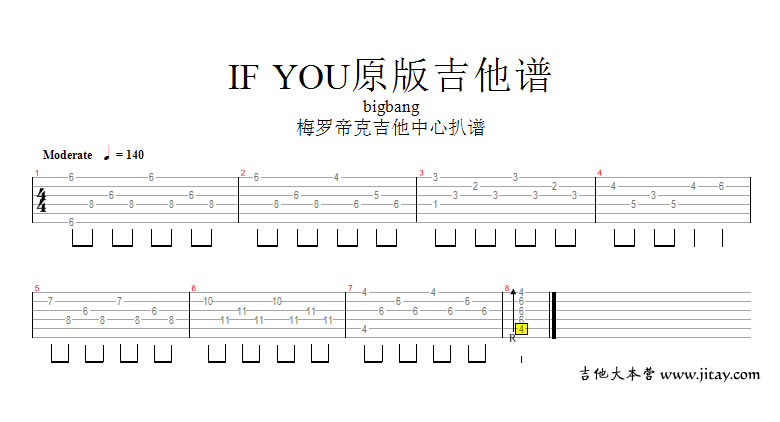 IF YOU原版吉他谱
bigbang
梅罗帝克吉他中心扒谱
Moderate ♩ = 140
1 2 3 4
6 6 6 4 3 3
2 2 4 4 6
4 6 6 6 5 3 3 3 3
4 8 8 8 8 8 8 6 6 1 5 5
6
5 6 7 8
4 4 4
7 7 10 10 6 6 6
6 6 11 11 6 6 6 6 6
8 8 8 8 11 11 11 11 6
4 4
R
吉他大本营 www.jitay.com